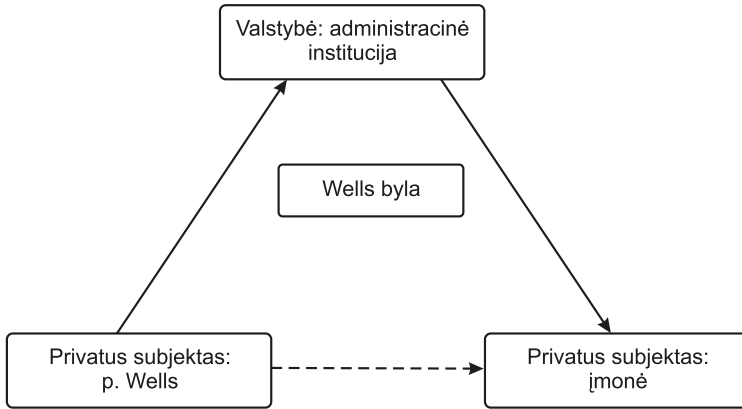 Valstybė: administracinė
institucija
Wells byla
Privatus subjektas:
p. Wells
Privatus subjektas:
įmonė